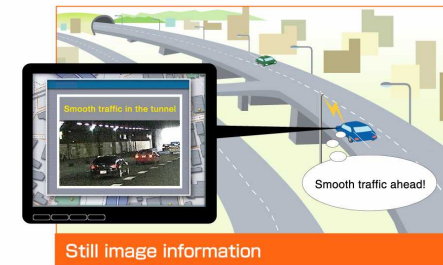 Smooth traffic in the tunnel
Smooth traffic ahead!
Still image information